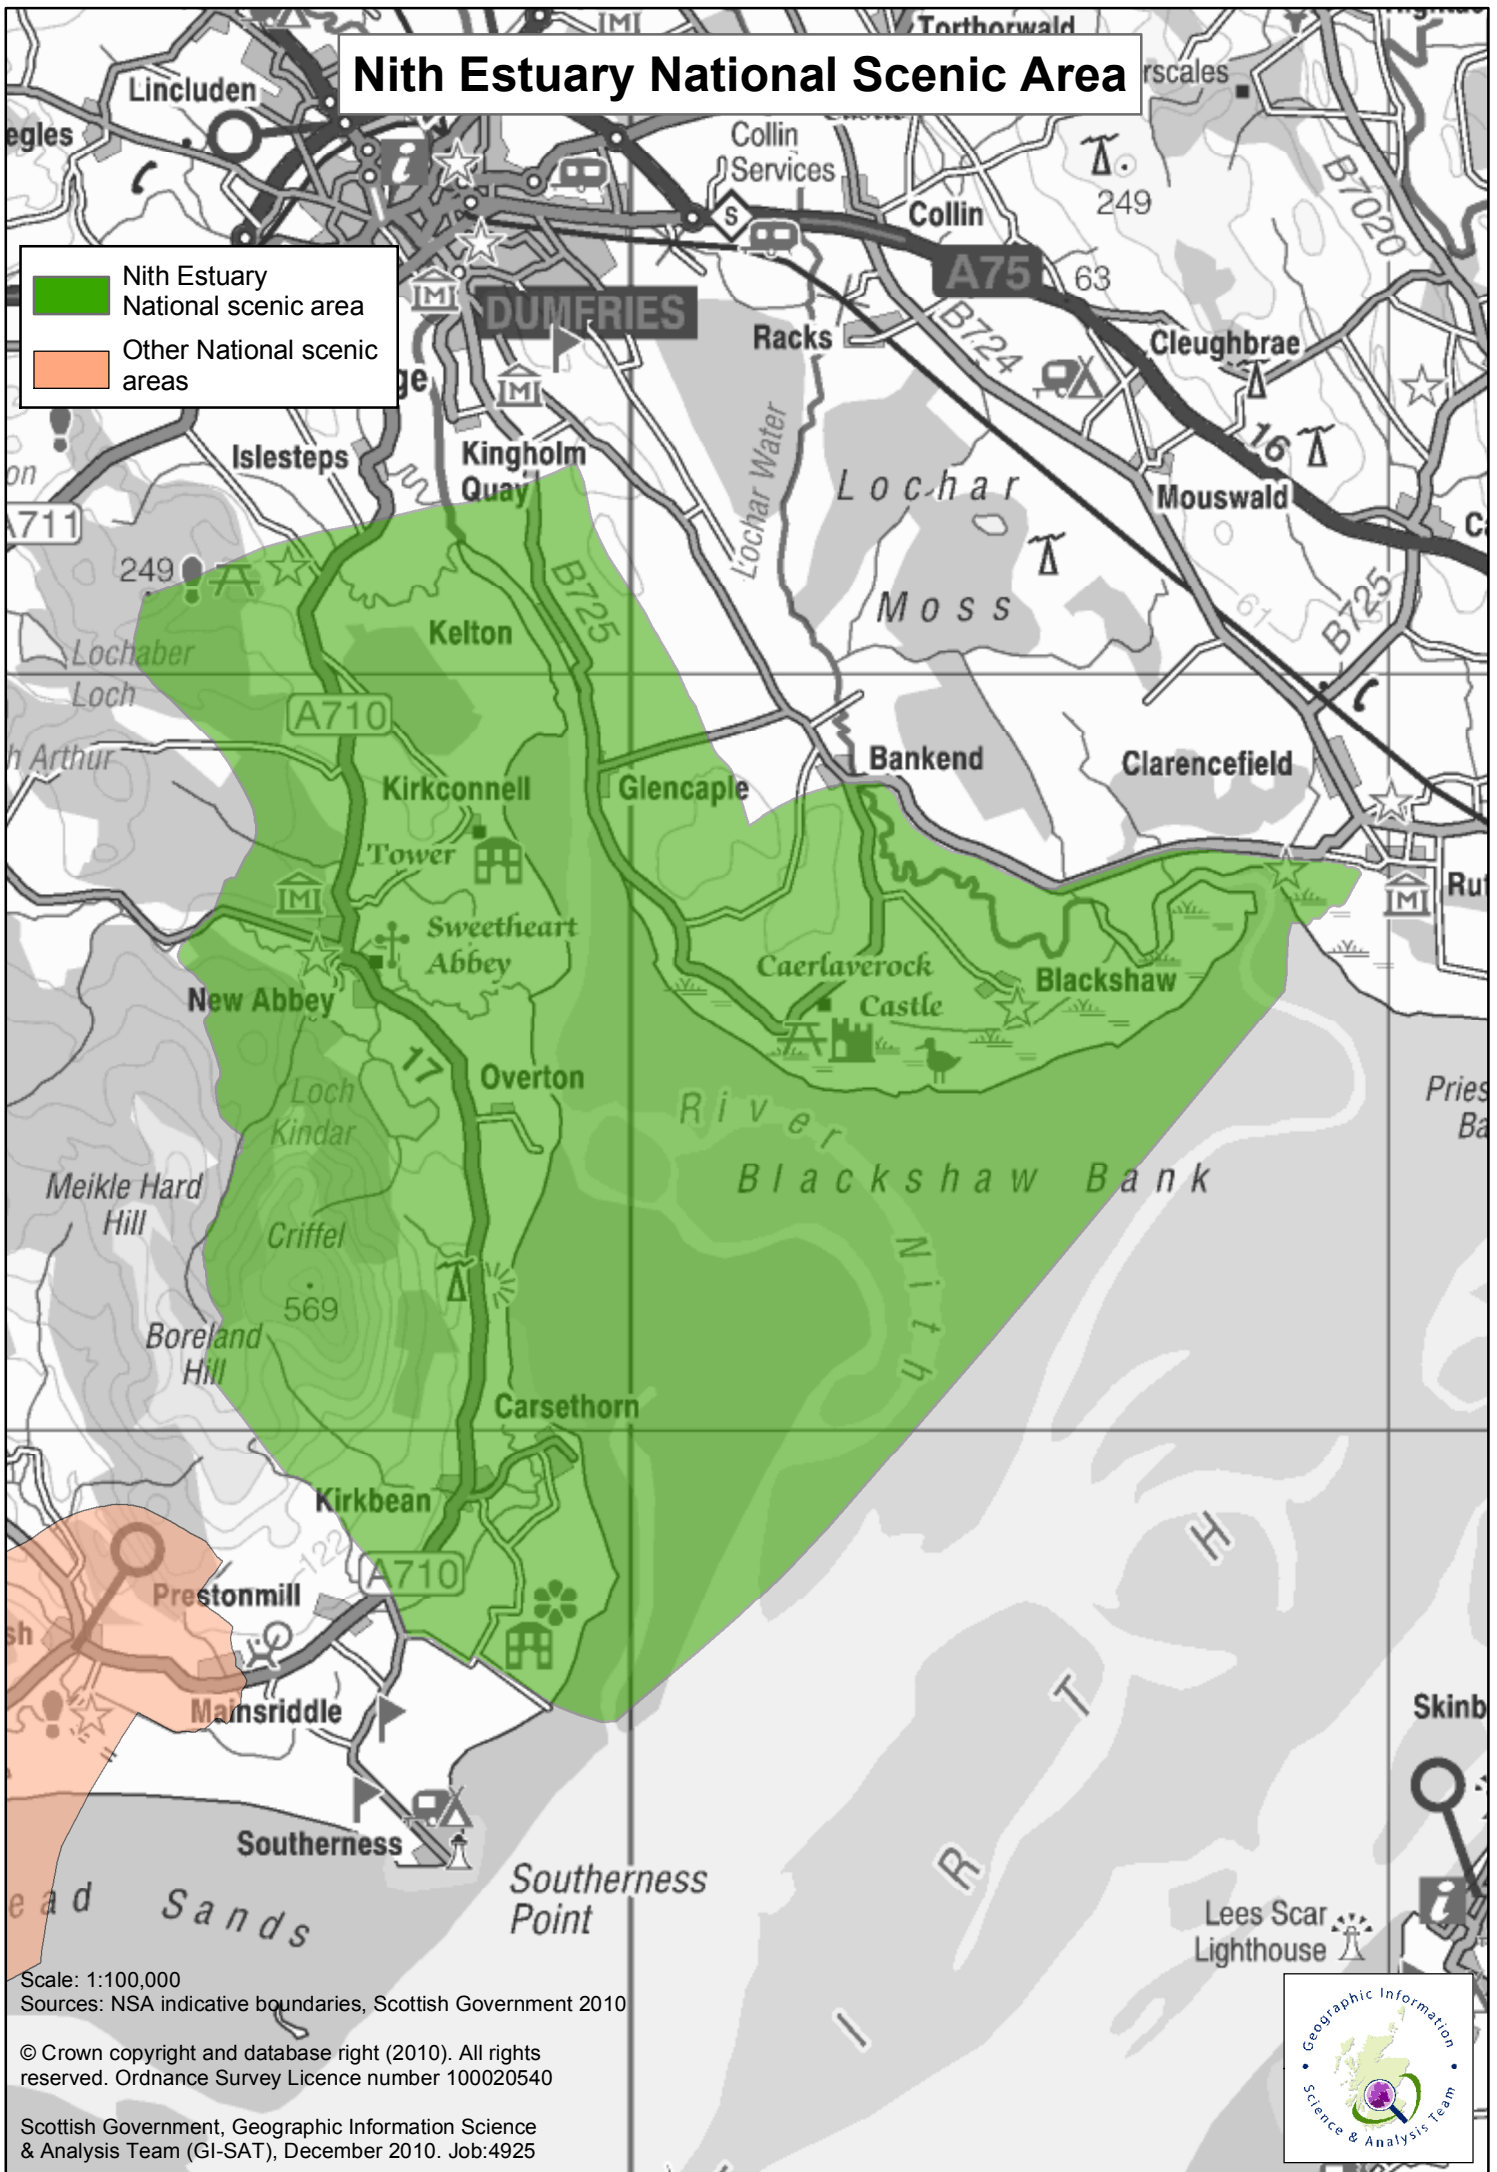 Nith Estuary National Scenic Area
Torthorwald
Lincluden
Collin
Services
Castle
S
249
B7020
Collin
A75
63
Nith Estuary
National scenic area
Other National scenic
areas
DUMFRIES
Racks
B724
Cleughbrae
16
Islesteps
Kingholm
Quay
A711
Lochar Water
Lochar
Moss
Mouswald
249
B725
61
B725
Kelton
Lochaber
Loch
A710
Arthur
Kirkconnell
Tower
Glencaple
Bankend
Clarencefield
Sweetheart
Abbey
New Abbey
Caerlaverock
Castle
Blackshaw
17
Overton
Loch
Kindar
River
Nith
Blackshaw Bank
Meikle Hard
Hill
Criffel
569
Boreland
Hill
Carsethorn
Kirkbean
122
A710
Prestonmill
Mainsriddle
Southerness
Southerness
Point
Sands
F I R T H
Lees Scar
Lighthouse
Scale: 1:100,000
Sources: NSA indicative boundaries, Scottish Government 2010
© Crown copyright and database right (2010). All rights
reserved. Ordnance Survey Licence number 100020540
Scottish Government, Geographic Information Science
& Analysis Team (GI-SAT), December 2010. Job:4925
Geographic Information
Science & Analysis Team